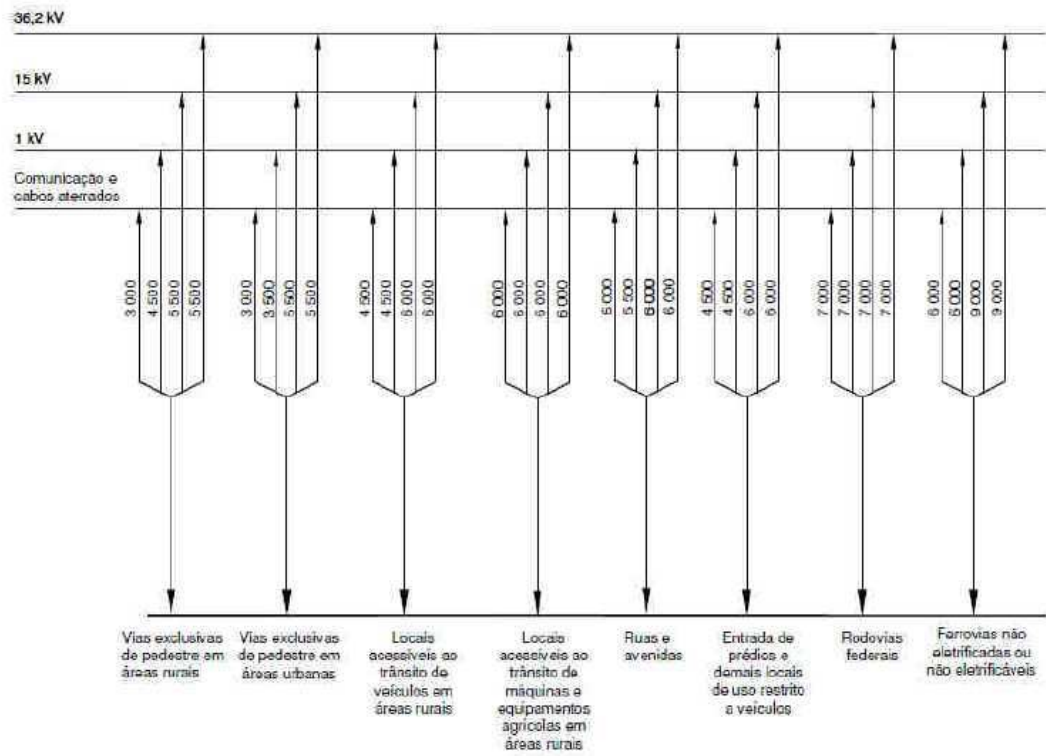 36,2 kV
15 kV
1 kV
Comunicação e
cabos aterrados
3 000
4 500
5 500
5 500
3 000
3 500
5 500
5 500
4 500
4 500
6 000
6 000
6 000
6 000
6 000
6 000
5 500
6 000
6 000
4 500
4 500
6 000
6 000
7 000
7 000
7 000
7 000
6 000
6 000
9 000
9 000
Vias exclusivas
de pedestre em
áreas rurais
Vias exclusivas
de pedestre em
áreas urbanas
Locais
acessíveis ao
trânsito de
veículos em
áreas rurais
Locais
acessíveis ao
trânsito de
máquinas e
equipamentos
agrícolas em
áreas rurais
Ruas e
avenidas
Entrada de
prédios e
demais locais
de uso restrito
a veículos
Rodovias
federais
Ferrovias não
eletrificadas ou
não eletrificáveis